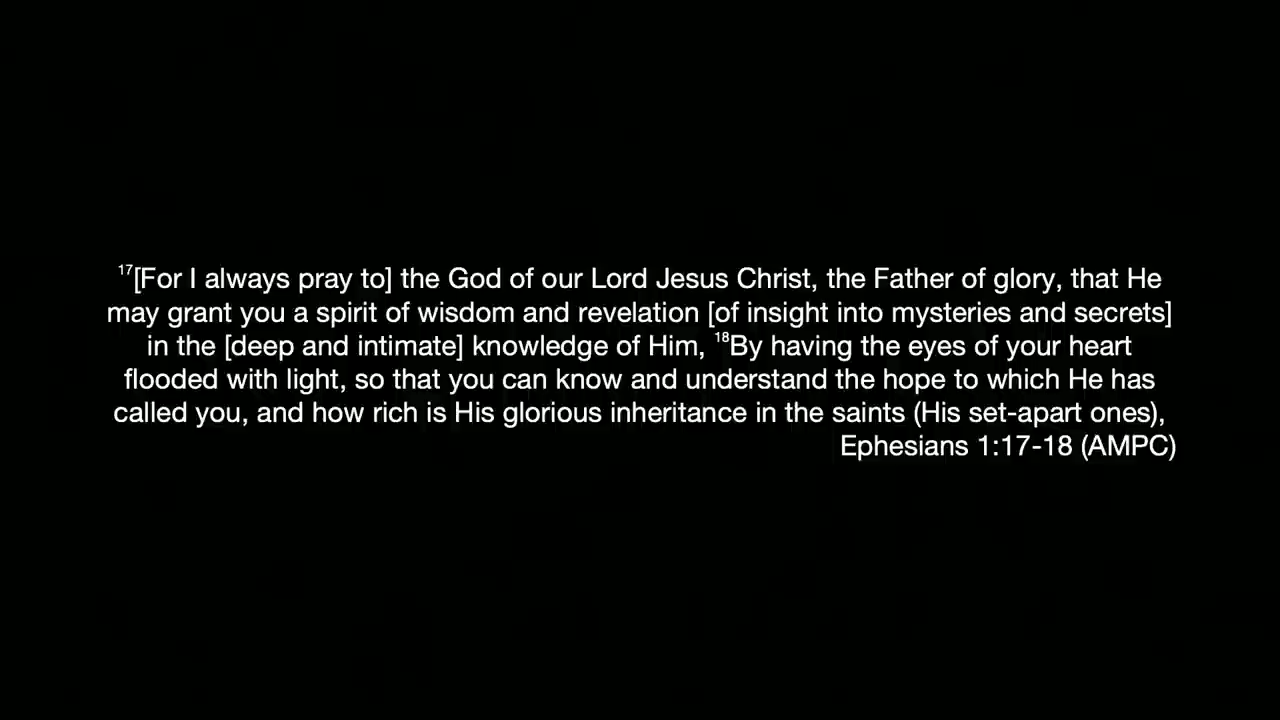 17[For I always pray to] the God of our Lord Jesus Christ, the Father of glory, that He
may grant you a spirit of wisdom and revelation [of insight into mysteries and secrets]
in the [deep and intimate] knowledge of Him, 18By having the eyes of your heart
flooded with light, so that you can know and understand the hope to which He has
called you, and how rich is His glorious inheritance in the saints (His set-apart ones),
Ephesians 1:17-18 (AMPC)